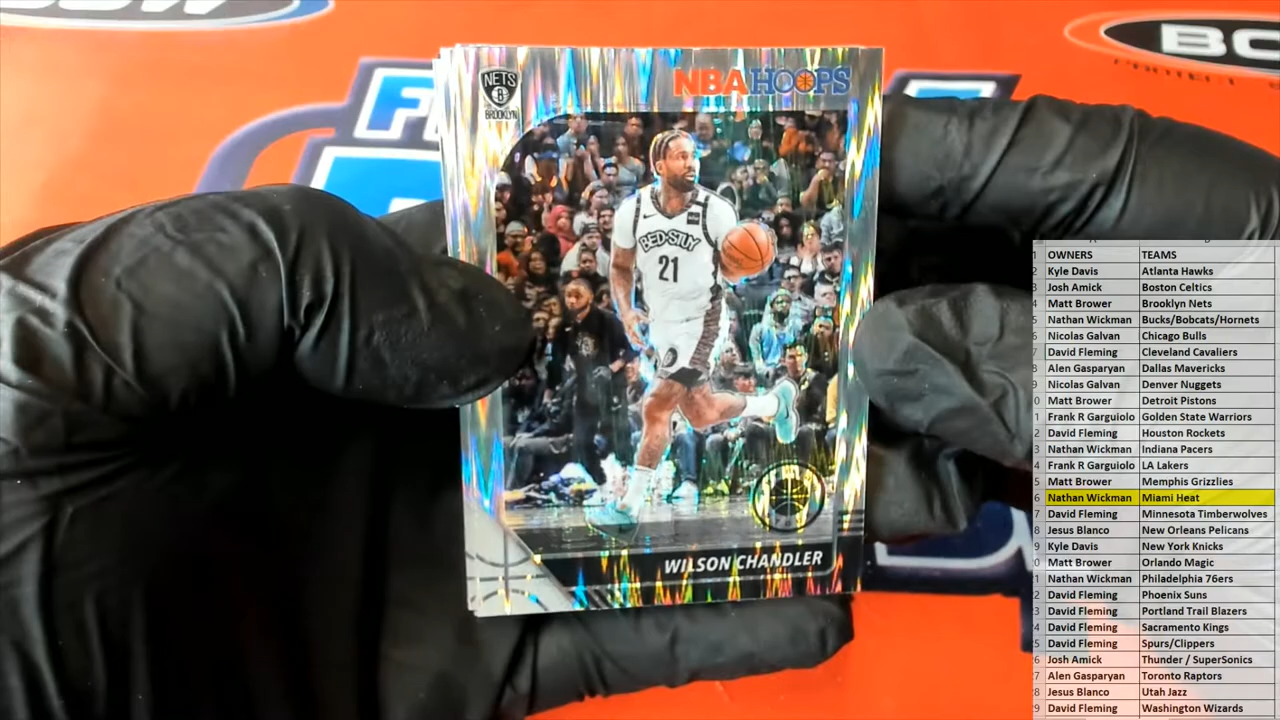 NETS
B
BROOKLYN
NBA HOOPS
BED-STUY
21
WILSON CHANDLER
OWNERS TEAMS
Kyle Davis Atlanta Hawks
Josh Amick Boston Celtics
Matt Brower Brooklyn Nets
Nathan Wickman Bucks/Bobcats/Hornets
Nicolas Galvan Chicago Bulls
David Fleming Cleveland Cavaliers
Alen Gasparyan Dallas Mavericks
Nicolas Galvan Denver Nuggets
Matt Brower Detroit Pistons
Frank R Garguiolo Golden State Warriors
David Fleming Houston Rockets
Nathan Wickman Indiana Pacers
Frank R Garguiolo LA Lakers
Matt Brower Memphis Grizzlies
Nathan Wickman Miami Heat
David Fleming Minnesota Timberwolves
Jesus Blanco New Orleans Pelicans
Kyle Davis New York Knicks
Matt Brower Orlando Magic
Nathan Wickman Philadelphia 76ers
David Fleming Phoenix Suns
David Fleming Portland Trail Blazers
David Fleming Sacramento Kings
David Fleming Spurs/Clippers
Josh Amick Thunder / SuperSonics
Alen Gasparyan Toronto Raptors
Jesus Blanco Utah Jazz
David Fleming Washington Wizards